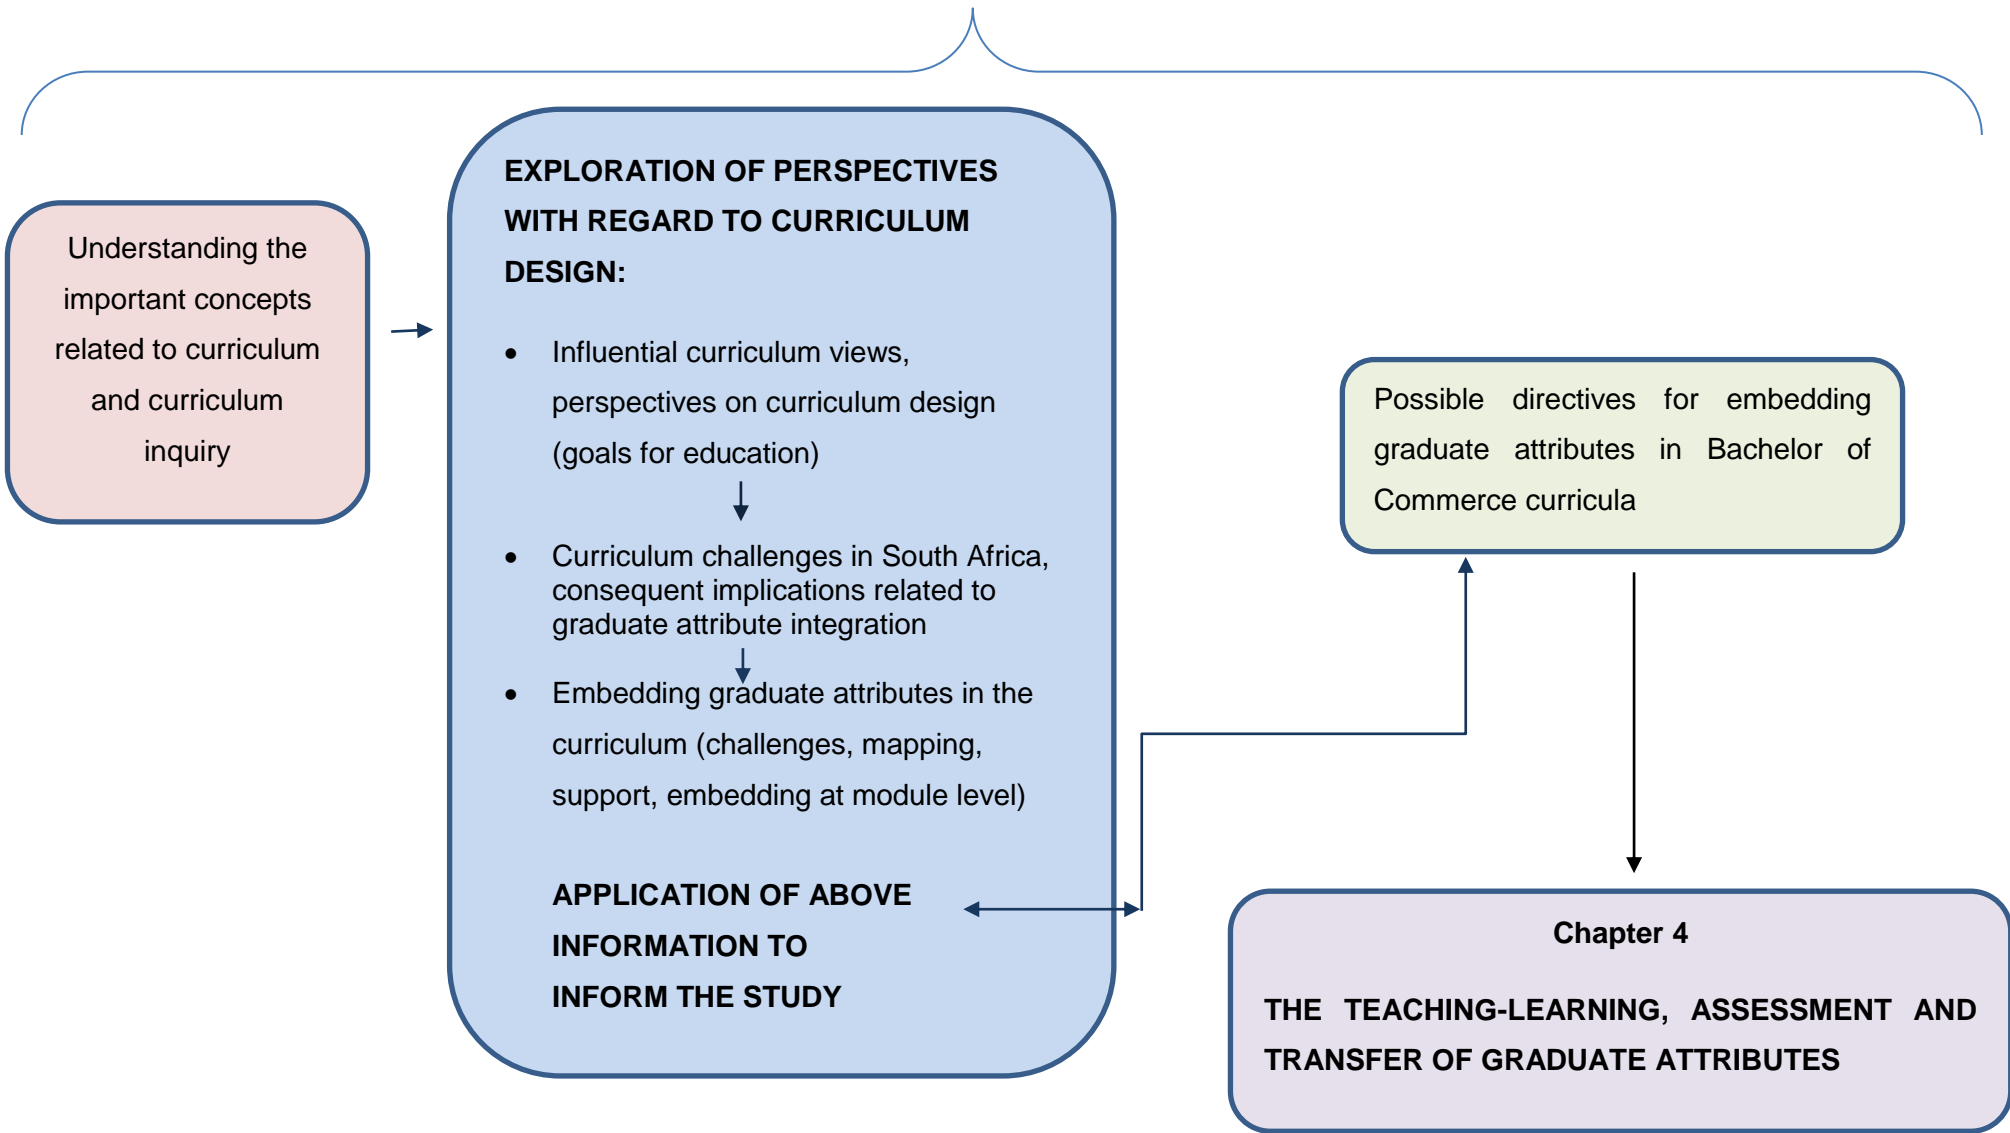 Understanding the
important concepts
related to curriculum
and curriculum
inquiry
EXPLORATION OF PERSPECTIVES
WITH REGARD TO CURRICULUM
DESIGN:
• Influential curriculum views,
perspectives on curriculum design
(goals for education)
• Curriculum challenges in South Africa,
consequent implications related to
graduate attribute integration
• Embedding graduate attributes in the
curriculum (challenges, mapping,
support, embedding at module level)
APPLICATION OF ABOVE
INFORMATION TO
INFORM THE STUDY
Possible directives for embedding
graduate attributes in Bachelor of
Commerce curricula
Chapter 4
THE TEACHING-LEARNING, ASSESSMENT AND
TRANSFER OF GRADUATE ATTRIBUTES